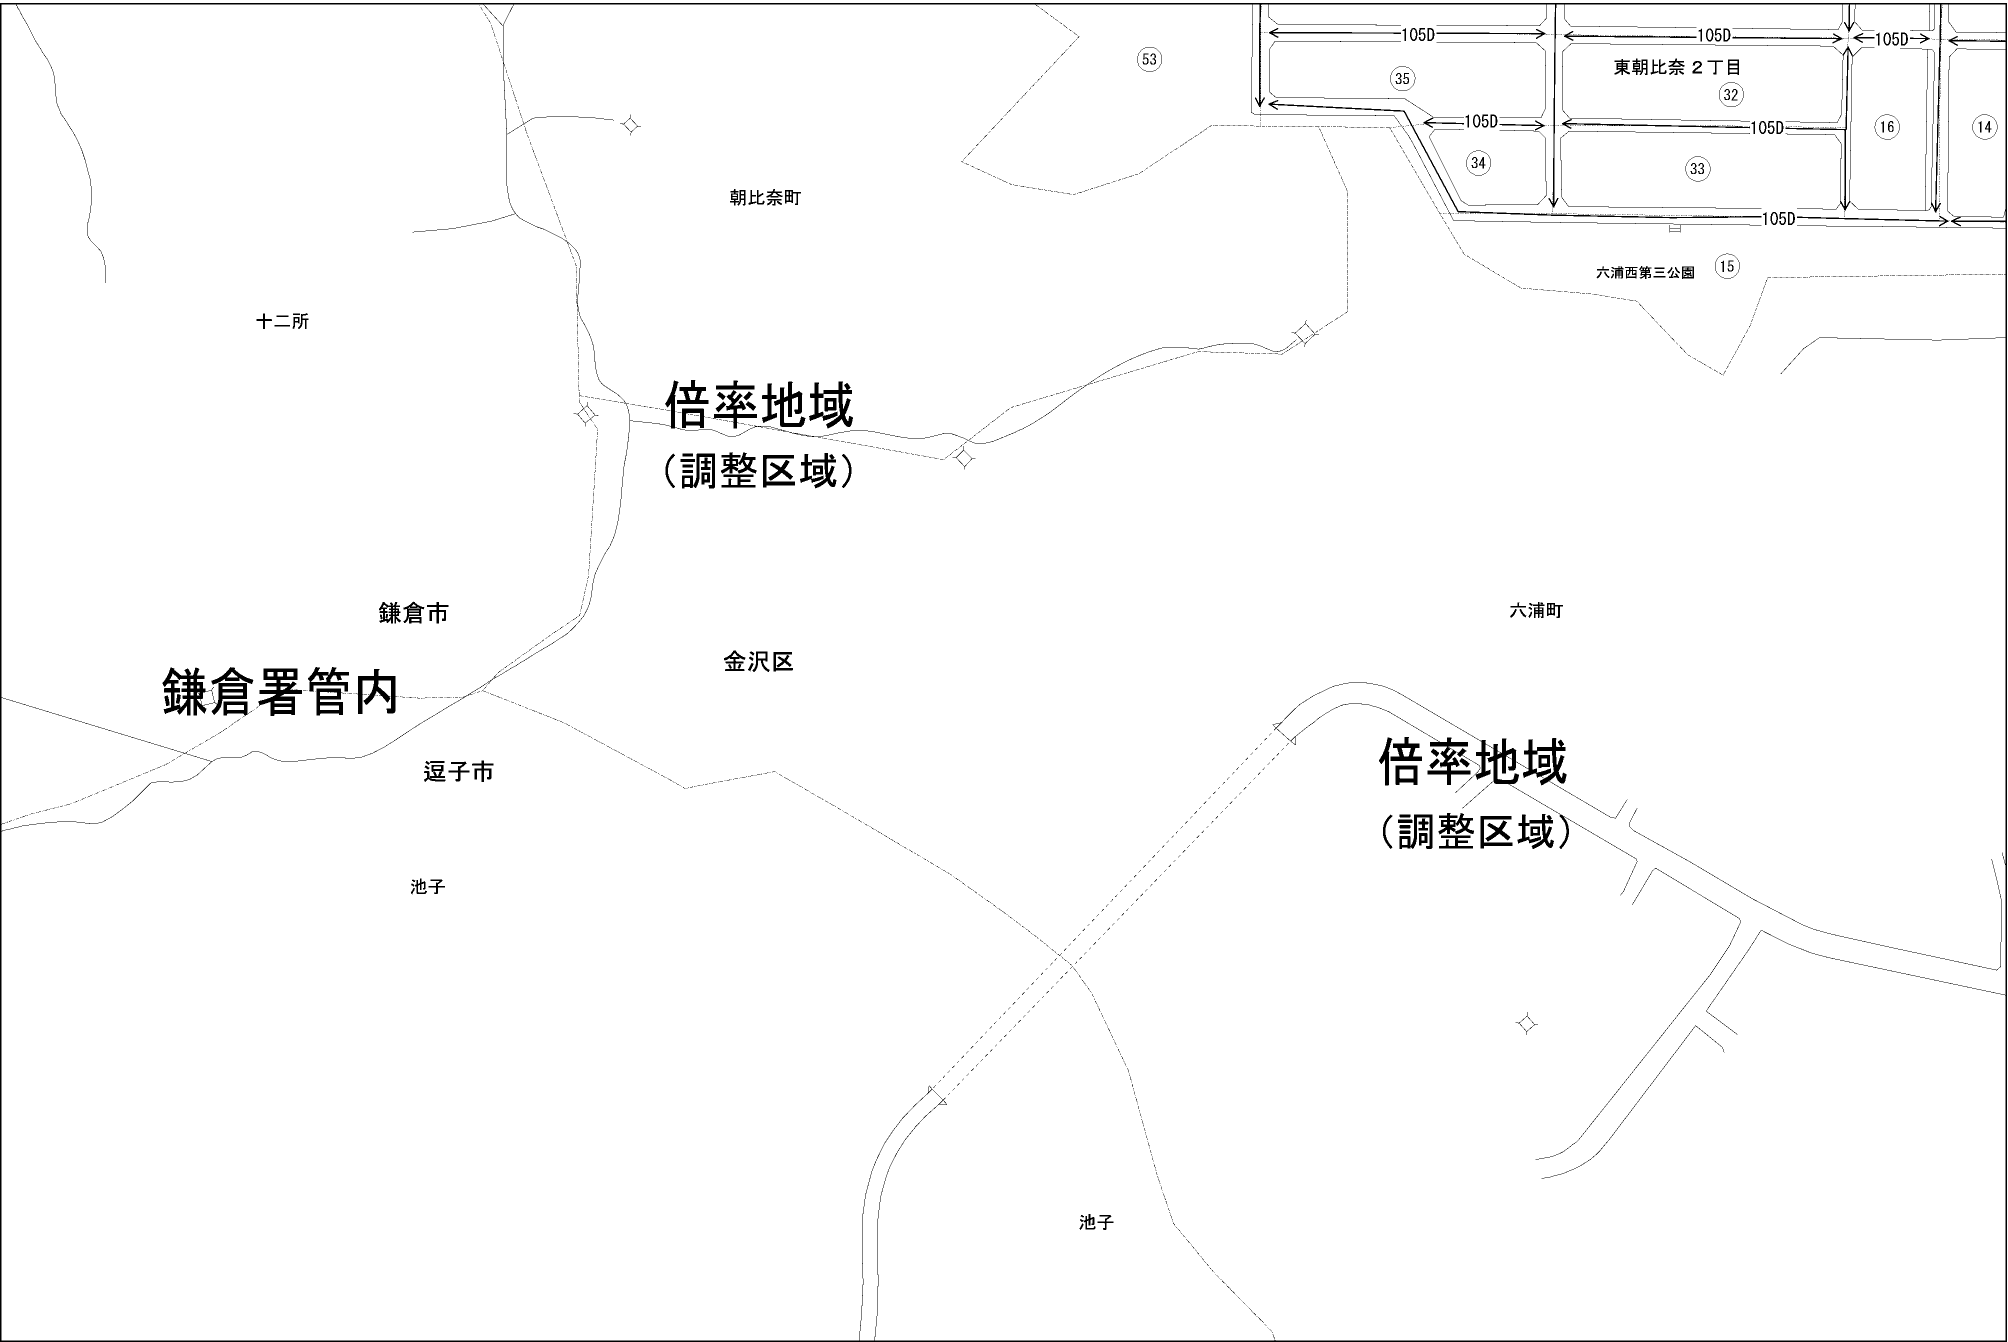 105D
105D
105D
53
東朝比奈２丁目
35
32
105D
105D
16
14
34
33
朝比奈町
105D
六浦西第三公園
15
十二所
倍率地域
（調整区域）
鎌倉市
六浦町
金沢区
鎌倉署管内
倍率地域
逗子市
（調整区域）
池子
池子